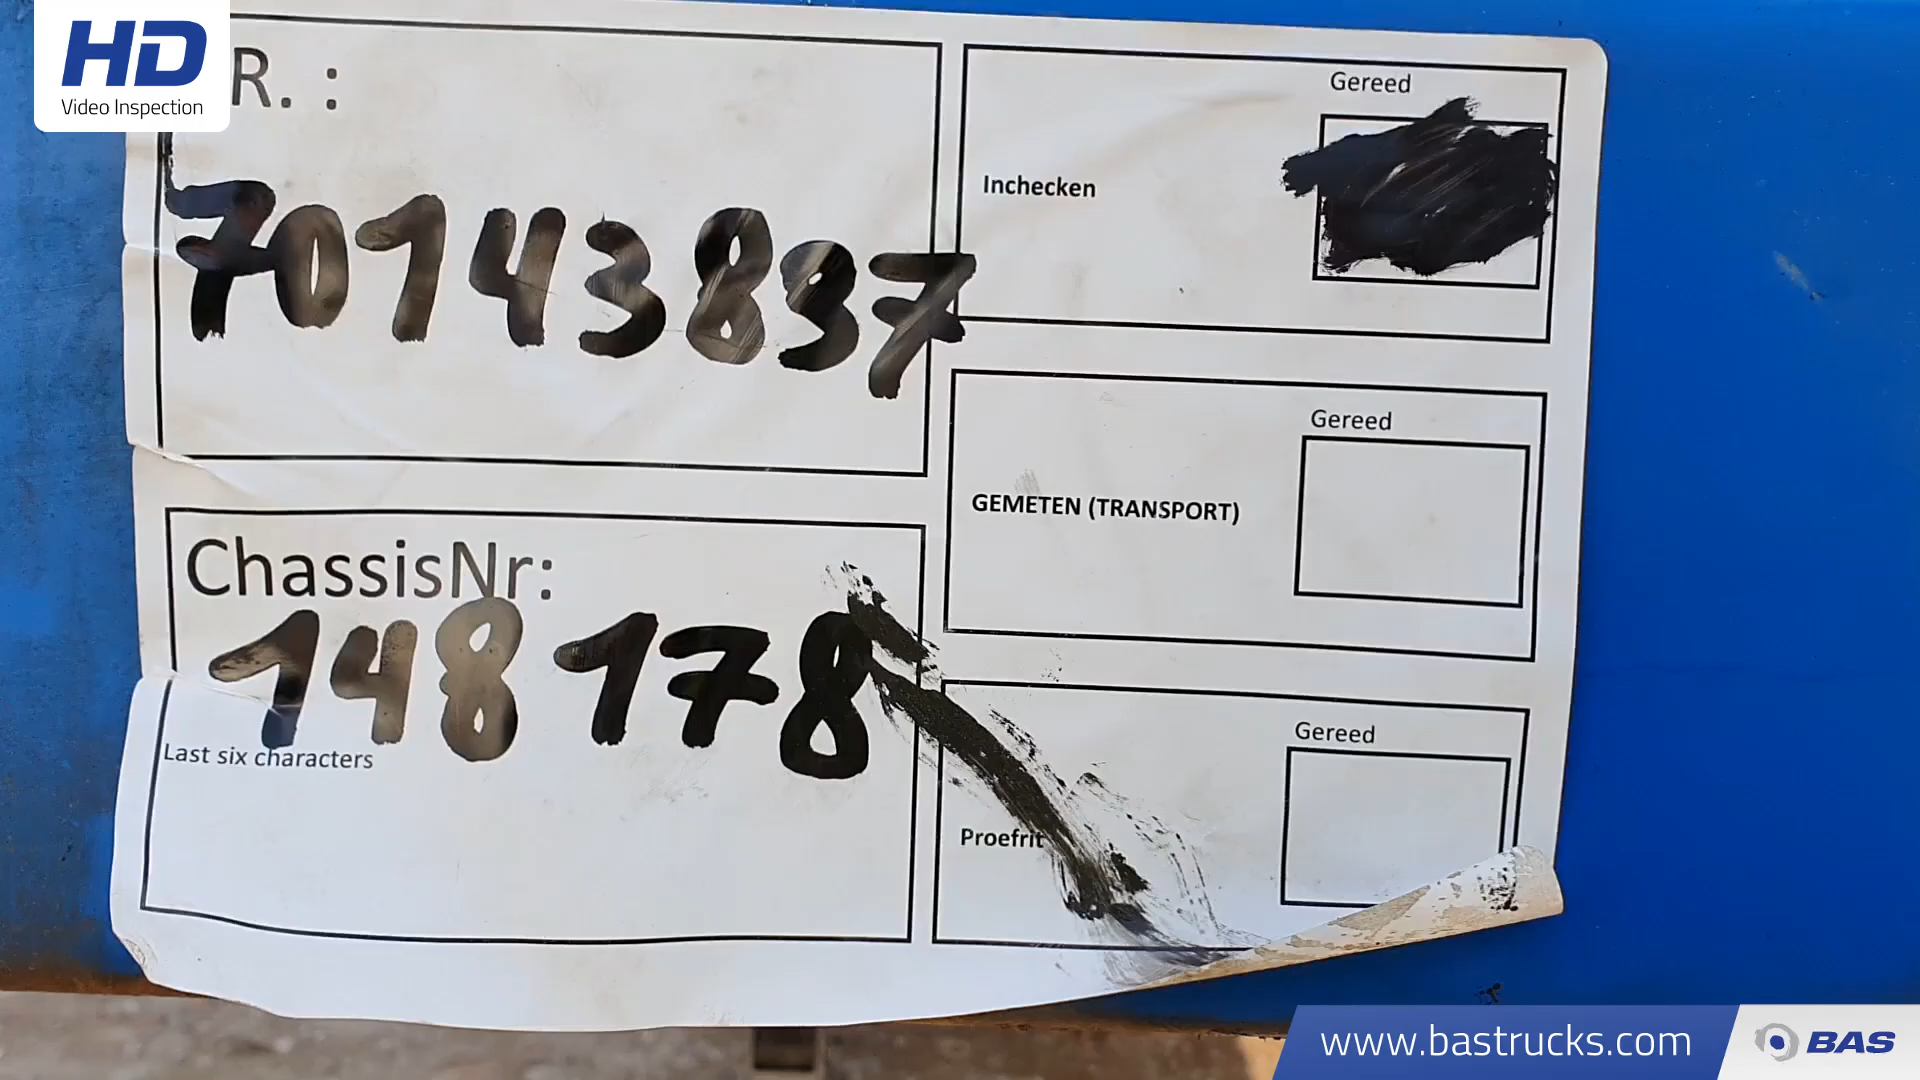 HD
Video Inspection
R. :
70143897
ChassisNr:
148178
Last six characters
Gereed
Inchecken
Gereed
GEMETEN (TRANSPORT)
Gereed
Proefrit
www.bastrucks.com
BAS